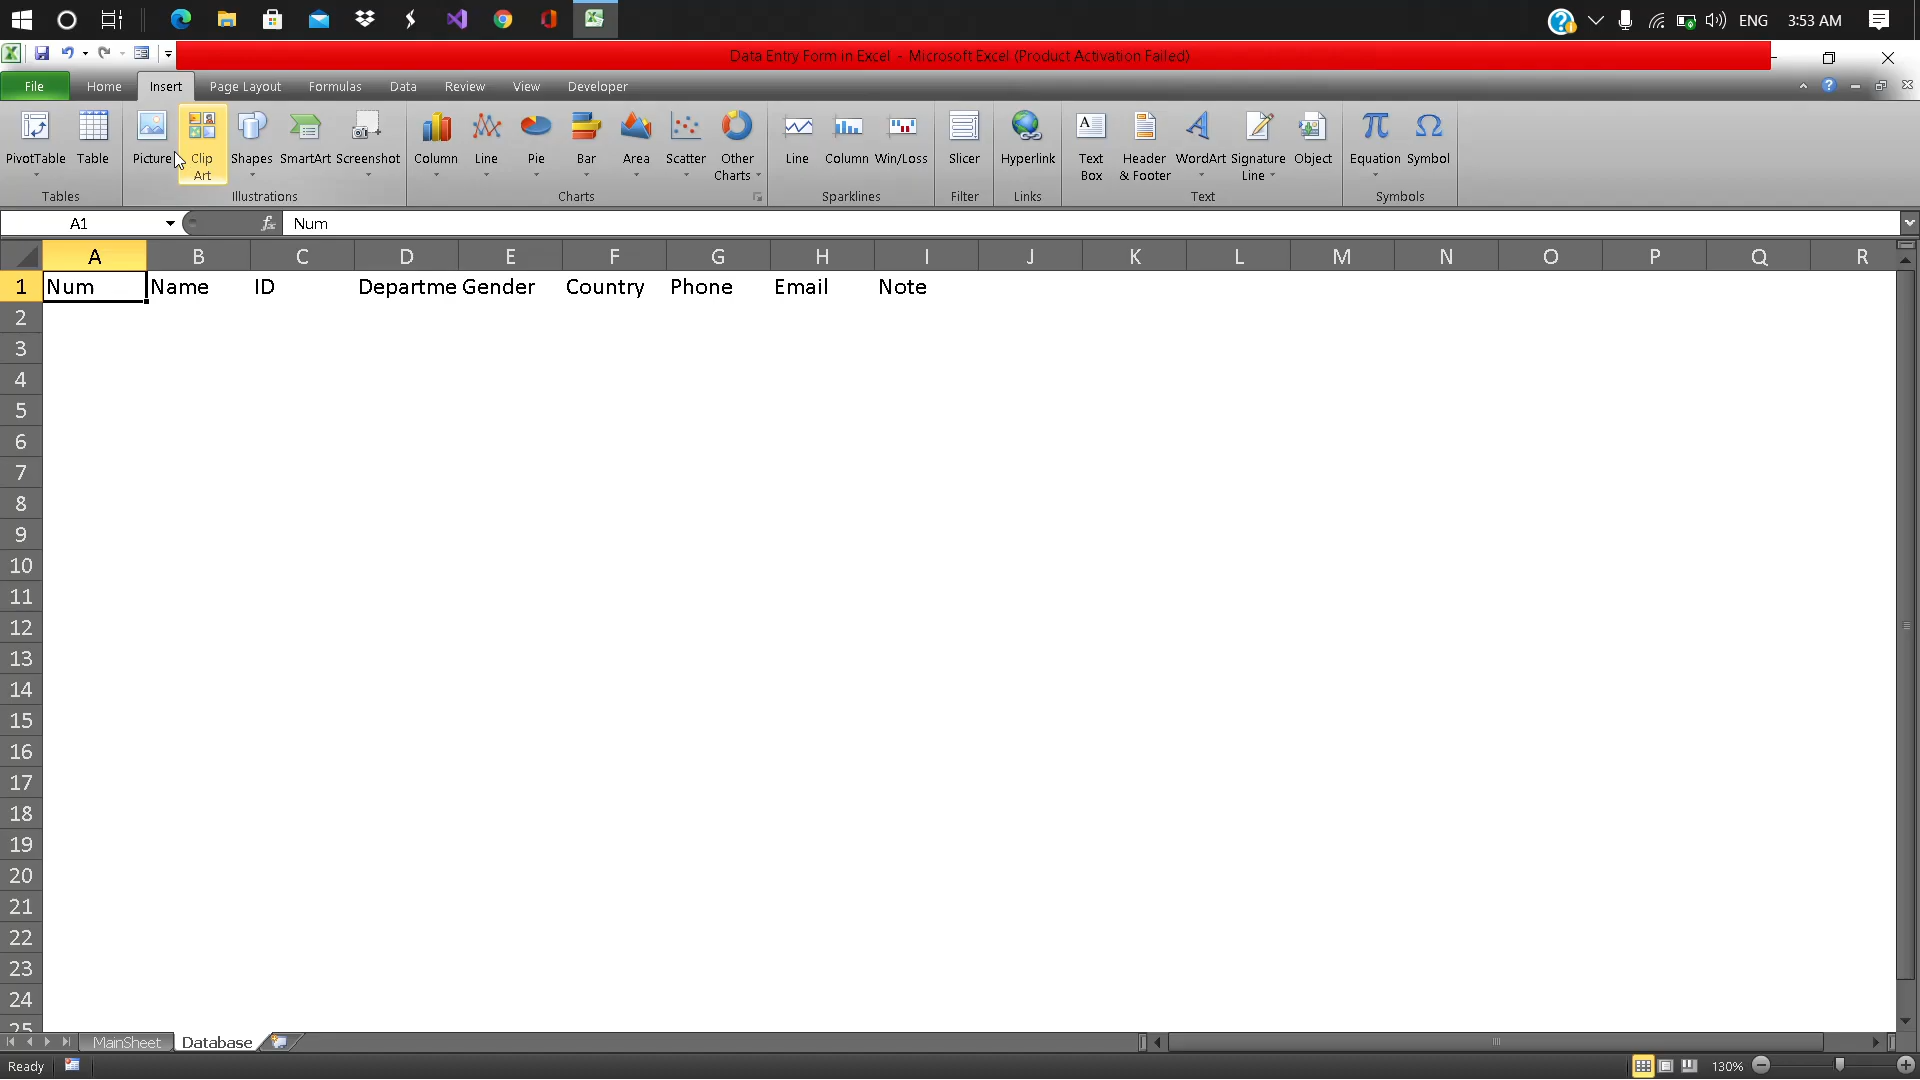 ENG 3:53 AM
Data Entry Form in Excel - Microsoft Excel (Product Activation Failed)
File Home Insert Page Layout Formulas Data Review View Developer
PivotTable Table Picture Clip Art Shapes SmartArt Screenshot Column Line Pie Bar Area Scatter Other Charts Line Column Win/Loss Slicer Hyperlink Text Box Header & Footer WordArt Signature Line Object Equation Symbol
Tables Illustrations Charts Sparklines Filter Links Text Symbols
A1 fx Num
A B C D E F G H I J K L M N O P Q R
1 Num Name ID Departme Gender Country Phone Email Note
2
3
4
5
6
7
8
9
10
11
12
13
14
15
16
17
18
19
20
21
22
23
24
25
MainSheet Database
Ready 130%